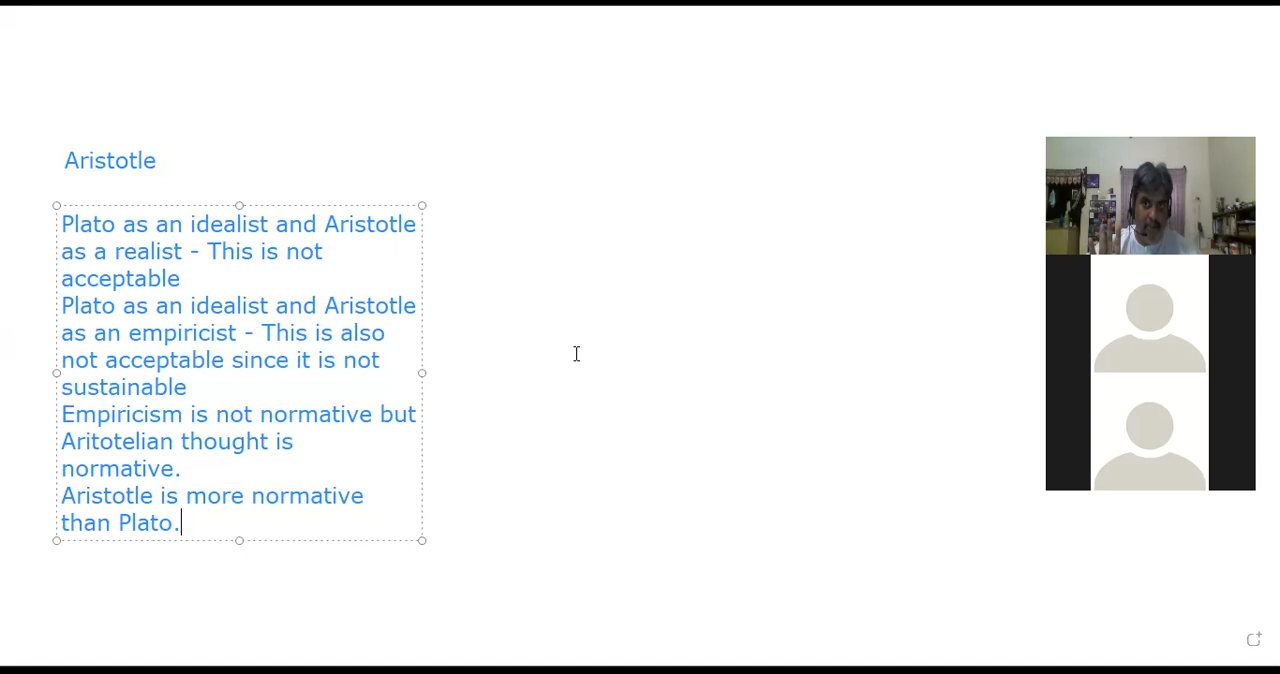 Aristotle
Plato as an idealist and Aristotle
as a realist - This is not
acceptable
Plato as an idealist and Aristotle
as an empiricist - This is also
not acceptable since it is not
sustainable
Empiricism is not normative but
Aritotelian thought is
normative.
Aristotle is more normative
than Plato.